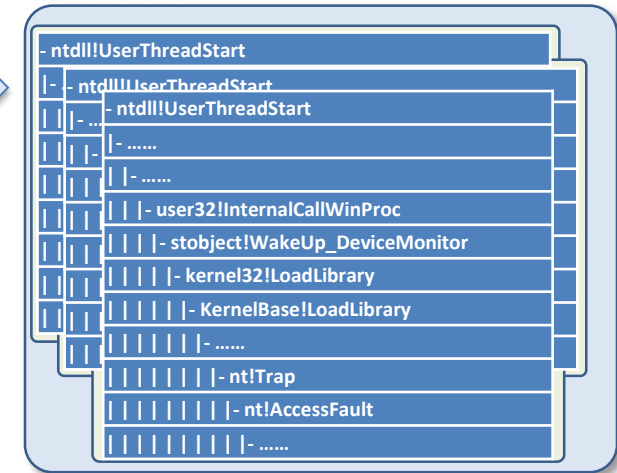 - ntdll!UserThreadStart
|-
- ntdll!UserThreadStart
| | |- ...
- ntdll!UserThreadStart
|- ......
| |- ......
| | |- user32!InternalCallWinProc
| | | |- stobject!WakeUp_DeviceMonitor
| | | | |- kernel32!LoadLibrary
| | | | | |- KernelBase!LoadLibrary
| | | | | | |- ......
| | | | | | | |- nt!Trap
| | | | | | | | |- nt!AccessFault
| | | | | | | | | |- ......